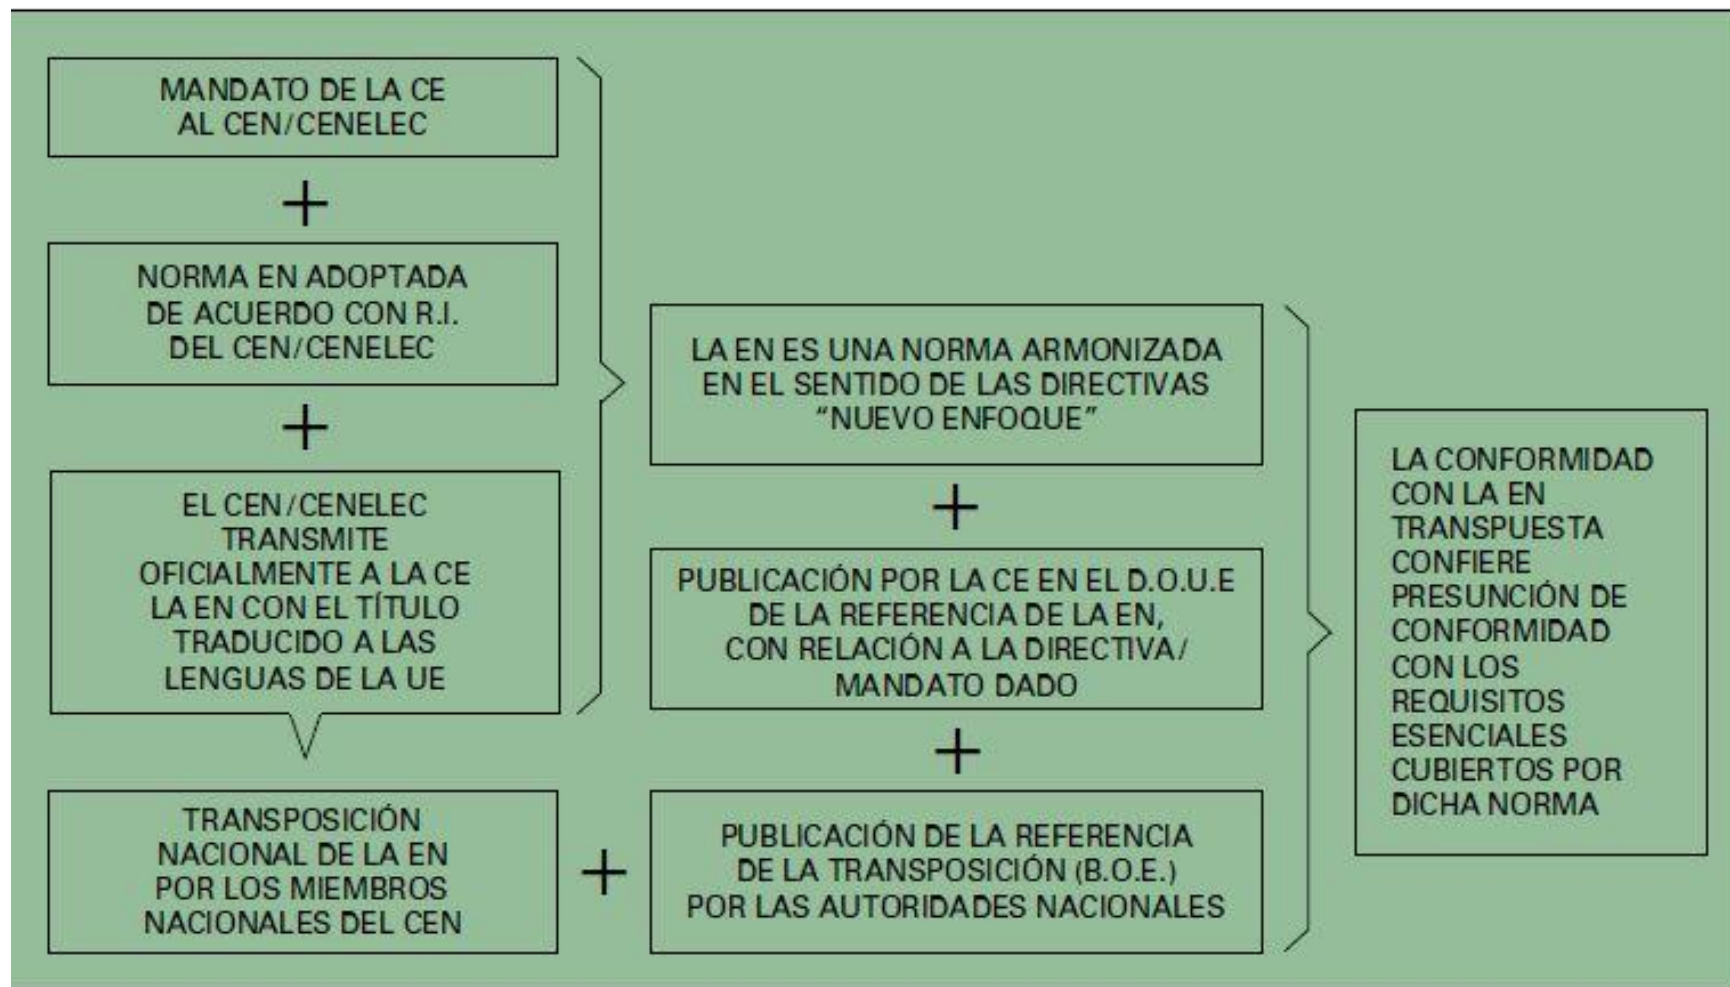 MANDATO DE LA CE
AL CEN/CENELEC
+
NORMA EN ADOPTADA
DE ACUERDO CON R.I.
DEL CEN/CENELEC
+
EL CEN/CENELEC
TRANSMITE
OFICIALMENTE A LA CE
LA EN CON EL TÍTULO
TRADUCIDO A LAS
LENGUAS DE LA UE
TRANSPOSICIÓN
NACIONAL DE LA EN
POR LOS MIEMBROS
NACIONALES DEL CEN
+
LA EN ES UNA NORMA ARMONIZADA
EN EL SENTIDO DE LAS DIRECTIVAS
“NUEVO ENFOQUE”
+
PUBLICACIÓN POR LA CE EN EL D.O.U.E
DE LA REFERENCIA DE LA EN,
CON RELACIÓN A LA DIRECTIVA/
MANDATO DADO
+
PUBLICACIÓN DE LA REFERENCIA
DE LA TRANSPOSICIÓN (B.O.E.)
POR LAS AUTORIDADES NACIONALES
LA CONFORMIDAD
CON LA EN
TRANSPUESTA
CONFIERE
PRESUNCIÓN DE
CONFORMIDAD
CON LOS
REQUISITOS
ESENCIALES
CUBIERTOS POR
DICHA NORMA